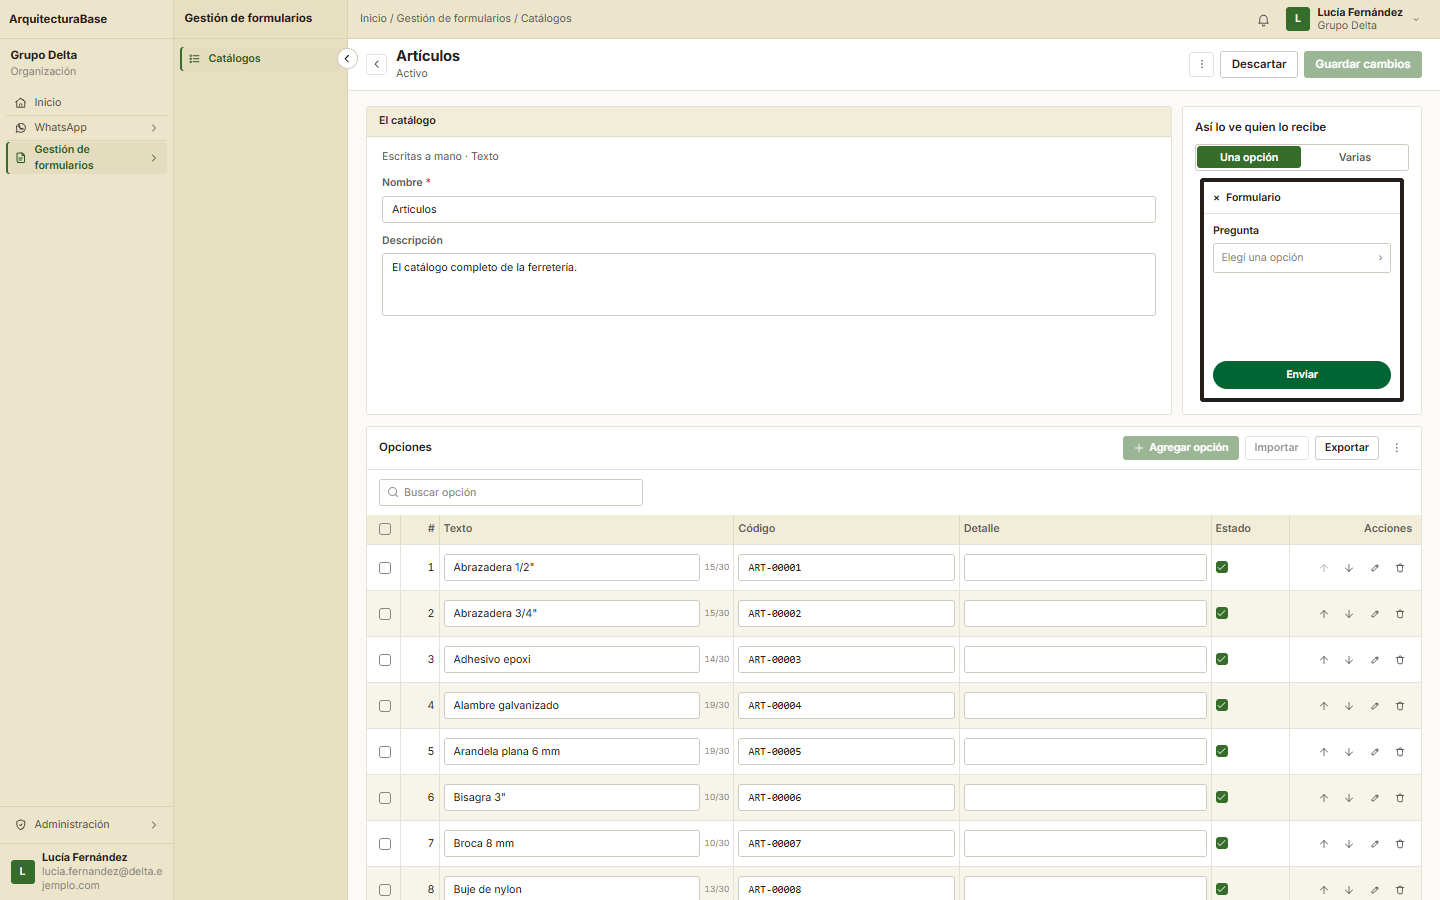 ArquitecturaBase
Gestión de formularios
Inicio / Gestión de formularios / Catálogos
L
Lucía Fernández
Grupo Delta
Grupo Delta
Organización
Inicio
WhatsApp
Gestión de
formularios
Catálogos
Artículos
Activo
Descartar
Guardar cambios
El catálogo
Escritas a mano · Texto
Nombre *
Artículos
Descripción
El catálogo completo de la ferretería.
Así lo ve quien lo recibe
Una opción
Varias
× Formulario
Pregunta
Elegí una opción
Enviar
Opciones
Agregar opción
Importar
Exportar
Buscar opción
# Texto Código Detalle Estado Acciones
1 Abrazadera 1/2" 15/30 ART-00001
2 Abrazadera 3/4" 15/30 ART-00002
3 Adhesivo epoxi 14/30 ART-00003
4 Alambre galvanizado 19/30 ART-00004
5 Arandela plana 6 mm 19/30 ART-00005
6 Bisagra 3" 10/30 ART-00006
7 Broca 8 mm 10/30 ART-00007
8 Buje de nylon 13/30 ART-00008
Administración
L
Lucía Fernández
lucia.fernandez@delta.e
jemplo.com